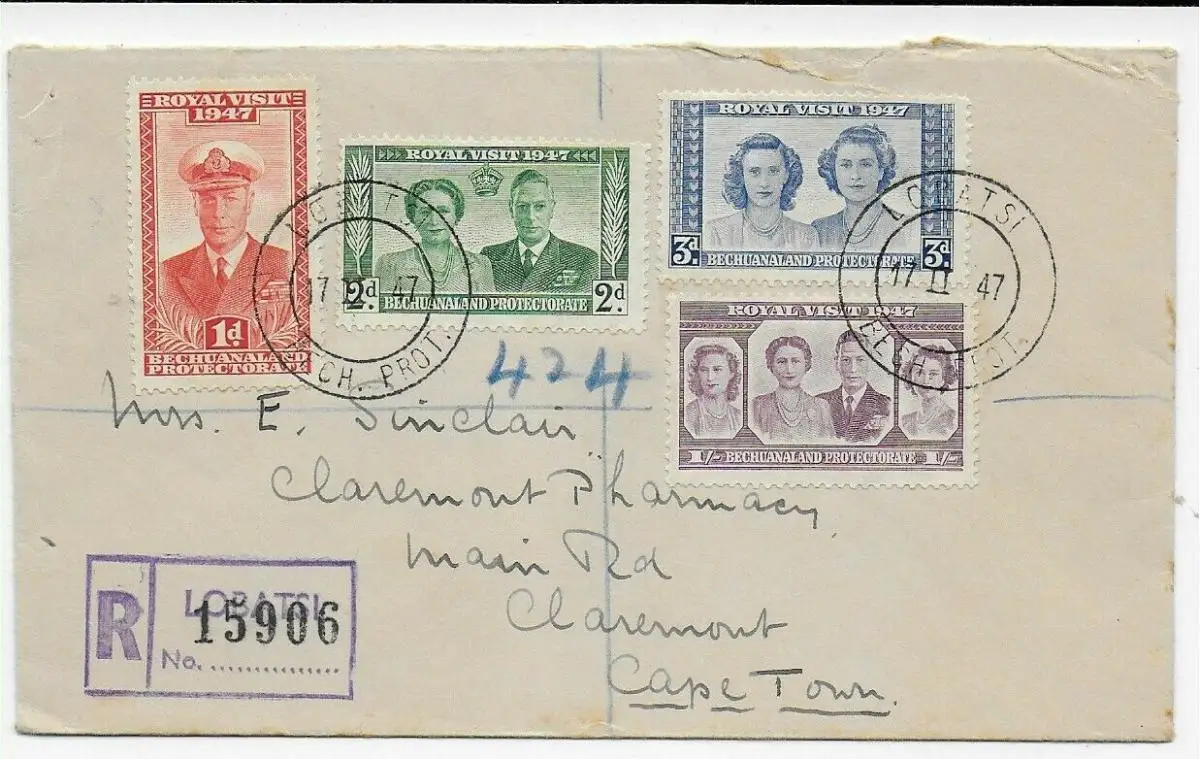 ROYAL VISIT
1947
1d
BECHUANALAND
PROTECTORATE
ROYAL VISIT 1947
2d. 2d.
BECHUANALAND PROTECTORATE
ROYAL VISIT 1947
3d. 3d.
BECHUANALAND PROTECTORATE
ROYAL VISIT 1947
1/- 1/-
BECHUANALAND PROTECTORATE
17 47
CH. PROT.
LOBATSI
17 II 47
BECH. PROT.
424
Mrs. E. Sinclair
Claremont Pharmacy
Main Rd
Claremont
Cape Town.
R LOBATSI
15906
No.